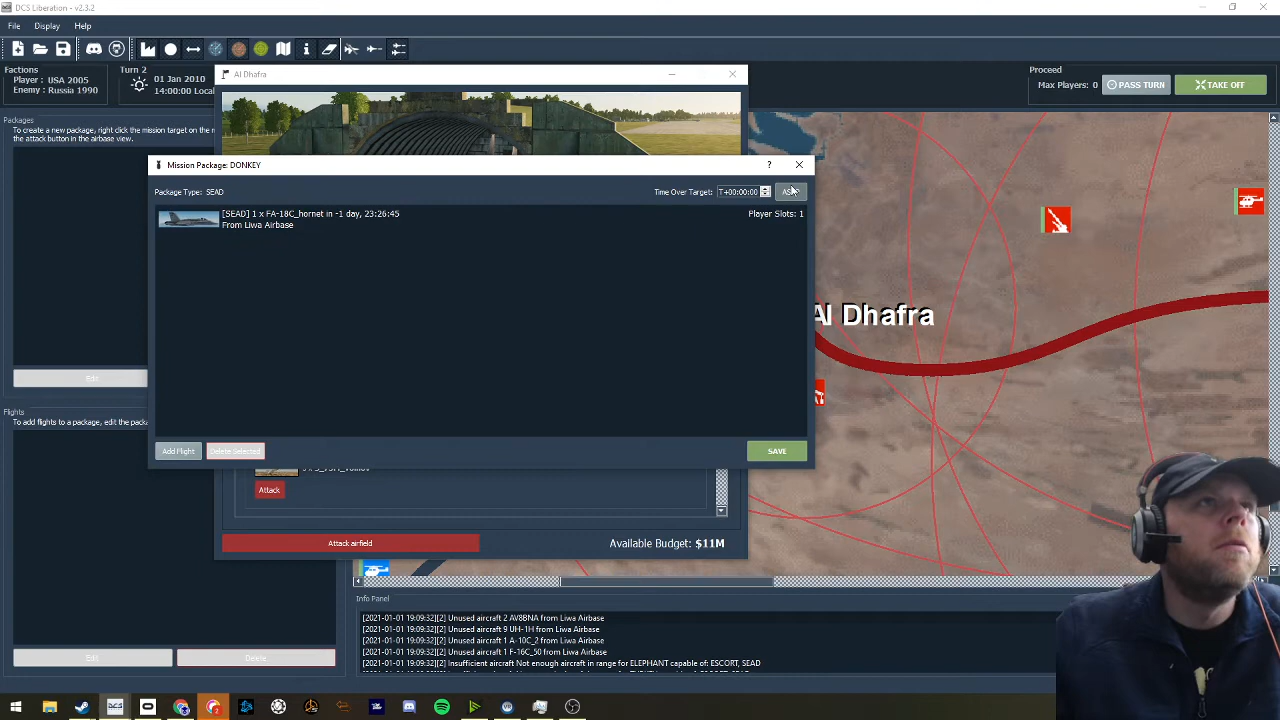 DCS Liberation - v2.3.2
File Display Help
Factions
Player : USA 2005
Enemy : Russia 1990
Turn 2
01 Jan 2010
14:00:00 Local
Al Dhafra
Proceed
Max Players: 0
PASS TURN
TAKE OFF
Packages
To create a new package, right click the mission target on the
the attack button in the airbase view.
Edit
Mission Package: DONKEY
?
Package Type: SEAD
Time Over Target:
T+00:00:00
[SEAD] 1 x FA-18C_hornet in -1 day, 23:26:45
From Liwa Airbase
Player Slots: 1
Add Flight
Delete Selected
SAVE
Al Dhafra
Flights
To add flights to a package, edit the packa
Edit
Delete
Attack
Attack airfield
Available Budget: $11M
Info Panel
[2021-01-01 19:09:32][2] Unused aircraft 2 AV8BNA from Liwa Airbase
[2021-01-01 19:09:32][2] Unused aircraft 9 UH-1H from Liwa Airbase
[2021-01-01 19:09:32][2] Unused aircraft 1 A-10C_2 from Liwa Airbase
[2021-01-01 19:09:32][2] Unused aircraft 1 F-16C_50 from Liwa Airbase
[2021-01-01 19:09:32][2] Insufficient aircraft Not enough aircraft in range for ELEPHANT capable of: ESCORT, SEAD